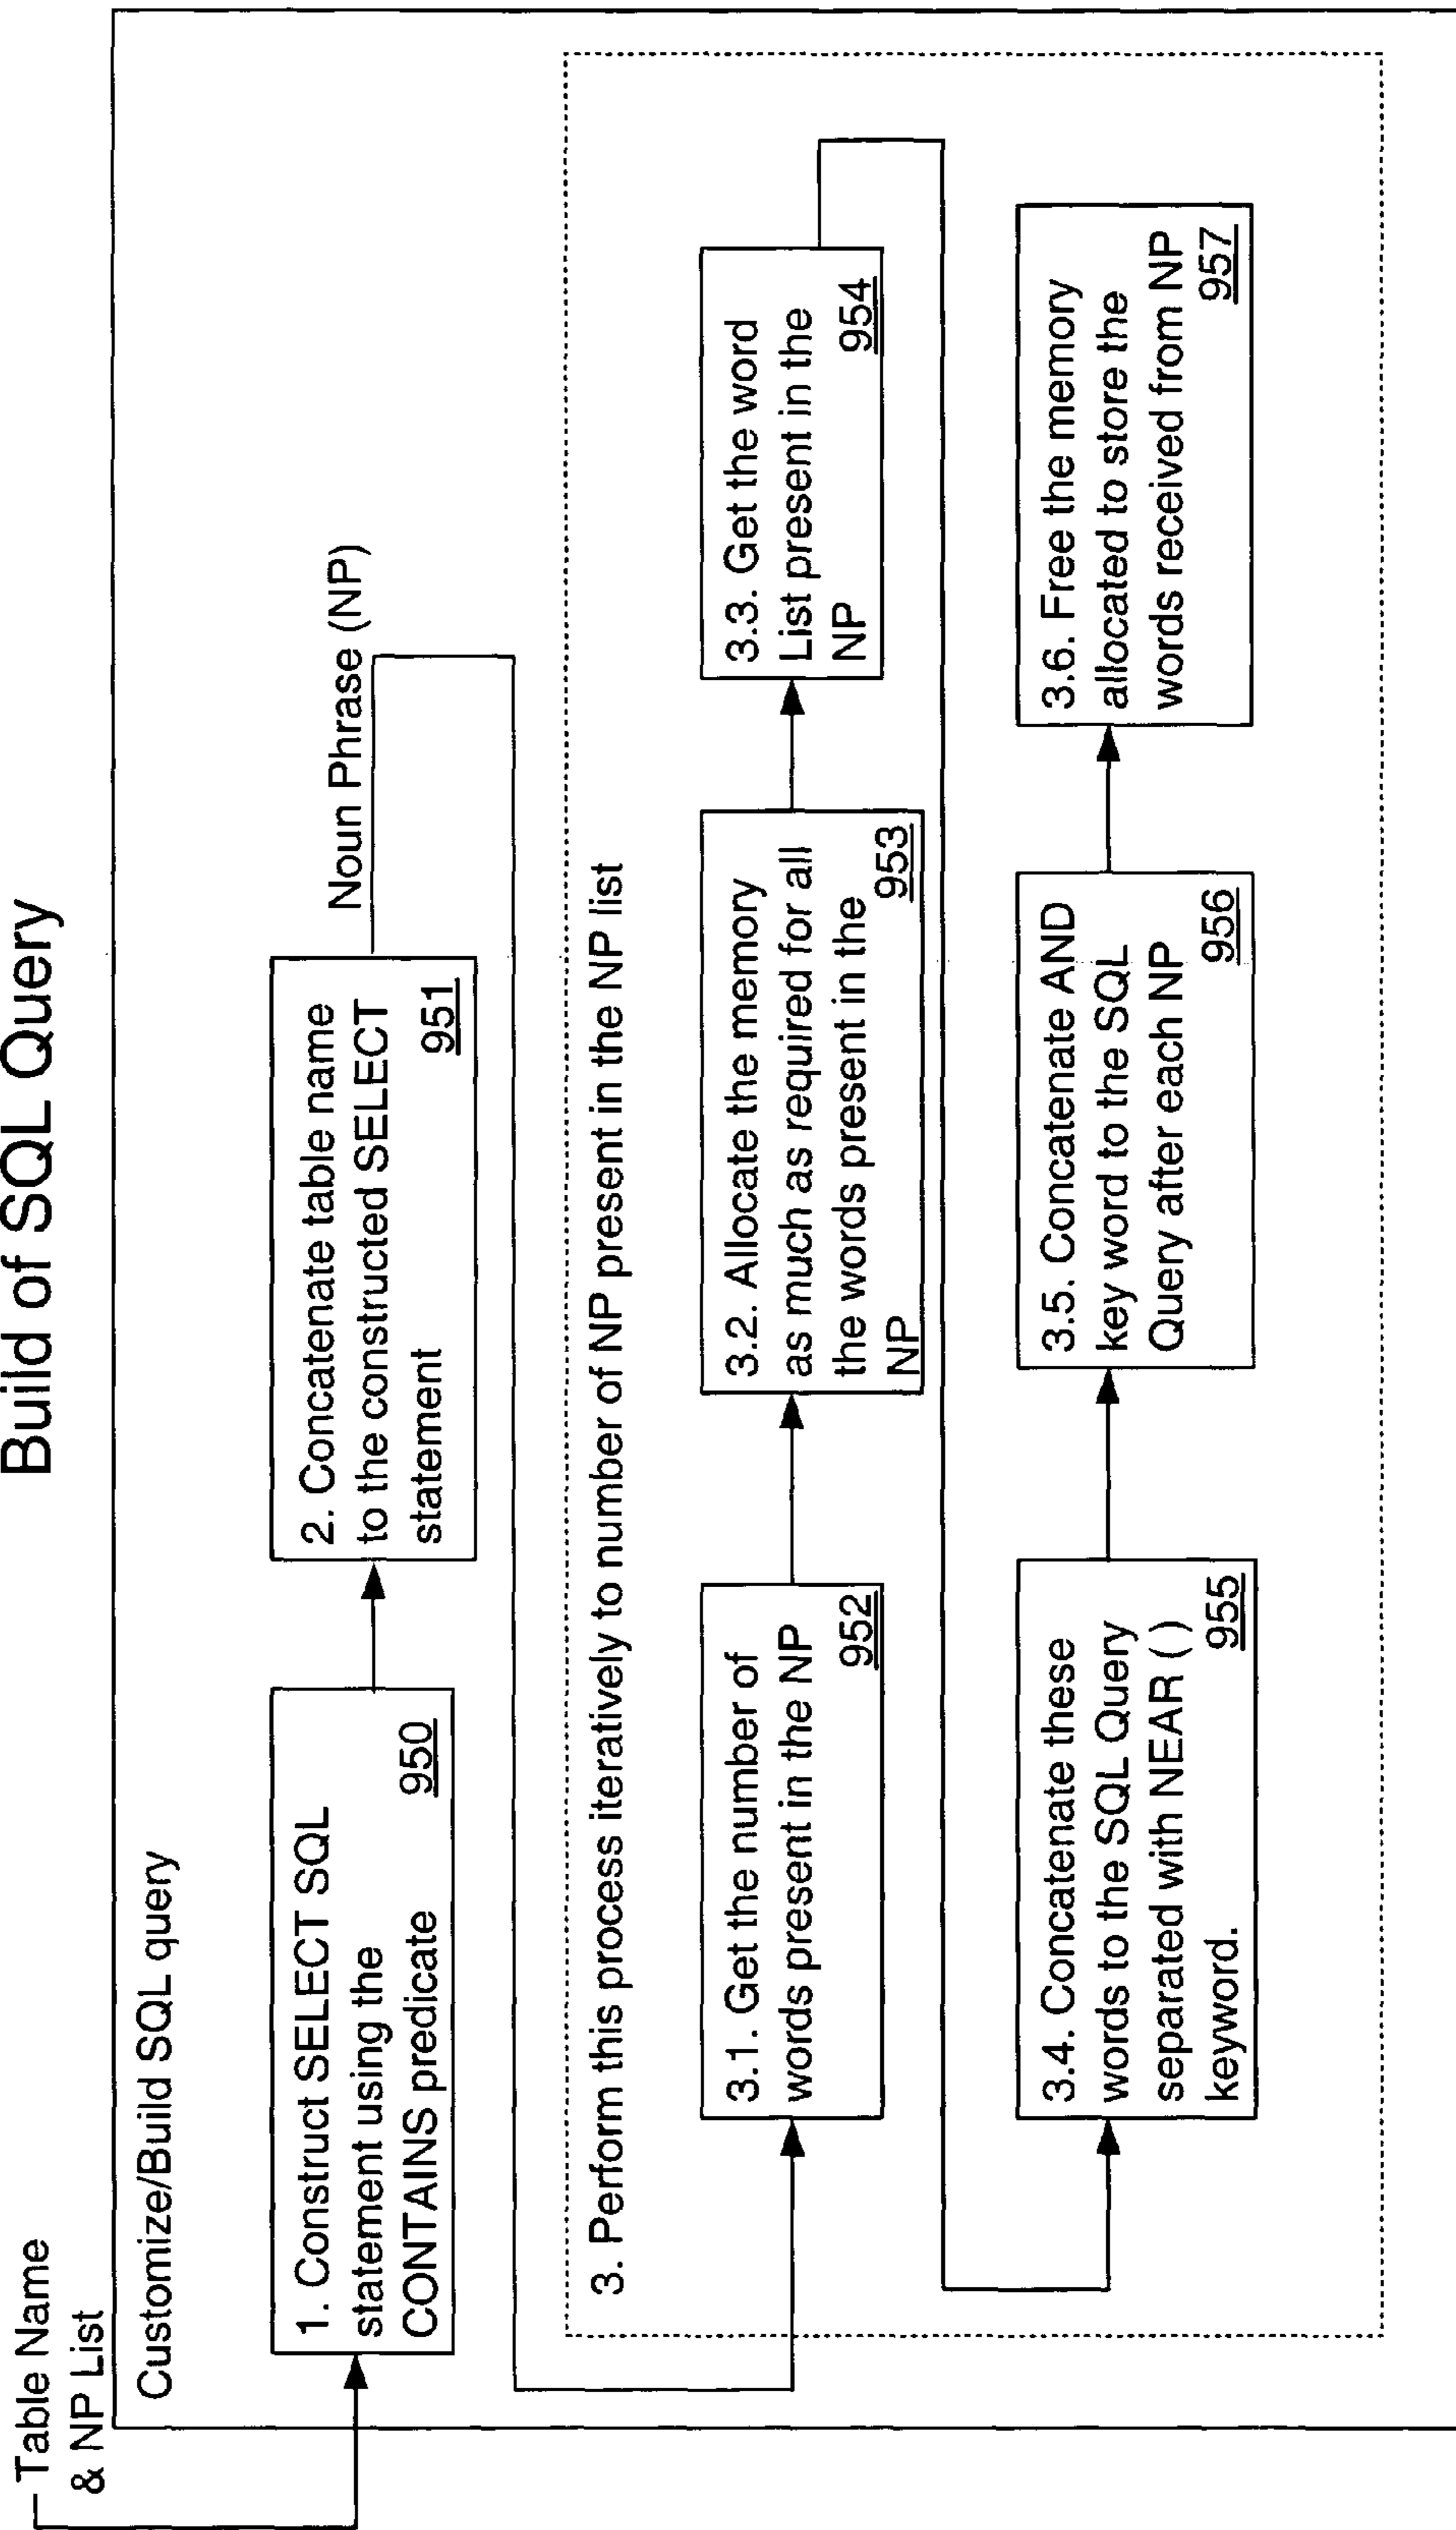 Build of SQL Query
Table Name
& NP List
Customize/Build SQL query
1. Construct SELECT SQL
statement using the
CONTAINS predicate
950
2. Concatenate table name
to the constructed SELECT
statement
951
Noun Phrase (NP)
3. Perform this process iteratively to number of NP present in the NP list
3.1. Get the number of
words present in the NP
952
3.2. Allocate the memory
as much as required for all
the words present in the
NP
953
3.3. Get the word
List present in the
NP
954
3.4. Concatenate these
words to the SQL Query
separated with NEAR ( )
keyword.
955
3.5. Concatenate AND
key word to the SQL
Query after each NP
956
3.6. Free the memory
allocated to store the
words received from NP
957